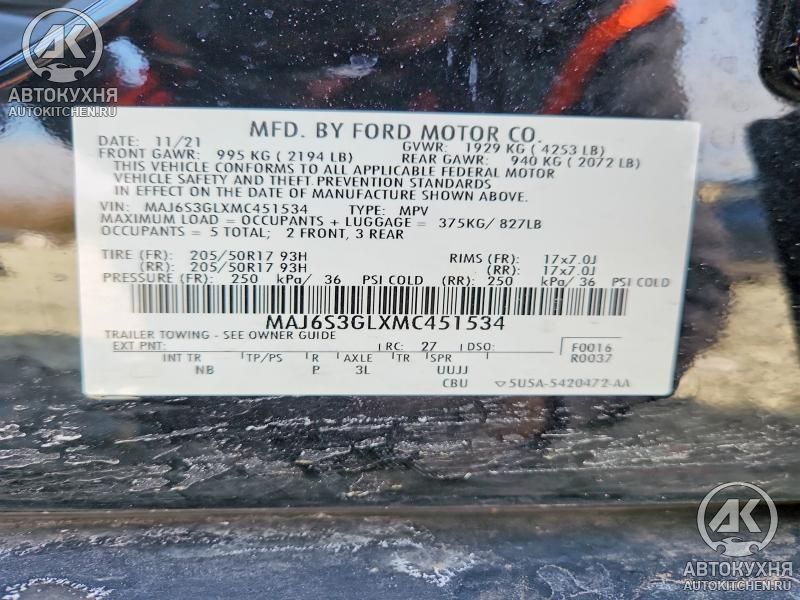 AK
АВТОКУХНЯ
AUTOKITCHEN.RU
MFD. BY FORD MOTOR CO.
DATE: 11/21 GVWR: 1929 KG ( 4253 LB)
FRONT GAWR: 995 KG ( 2194 LB) REAR GAWR: 940 KG ( 2072 LB)
THIS VEHICLE CONFORMS TO ALL APPLICABLE FEDERAL MOTOR
VEHICLE SAFETY AND THEFT PREVENTION STANDARDS
IN EFFECT ON THE DATE OF MANUFACTURE SHOWN ABOVE.
VIN: MAJ6S3GLXMC451534 TYPE: MPV
MAXIMUM LOAD = OCCUPANTS + LUGGAGE = 375KG/ 827LB
OCCUPANTS = 5 TOTAL; 2 FRONT, 3 REAR
TIRE (FR): 205/50R17 93H RIMS (FR): 17x7.0J
(RR): 205/50R17 93H (RR): 17x7.0J
PRESSURE (FR): 250 kPa/ 36 PSI COLD (RR): 250 kPa/ 36 PSI COLD
MAJ6S3GLXMC451534
TRAILER TOWING - SEE OWNER GUIDE
EXT PNT: RC: 27 DSO: F0016
INT TR TP/PS R AXLE TR SPR R0037
NB P 3L UUJJ
CBU 5U5A-5420472-AA
AK
АВТОКУХНЯ
AUTOKITCHEN.RU